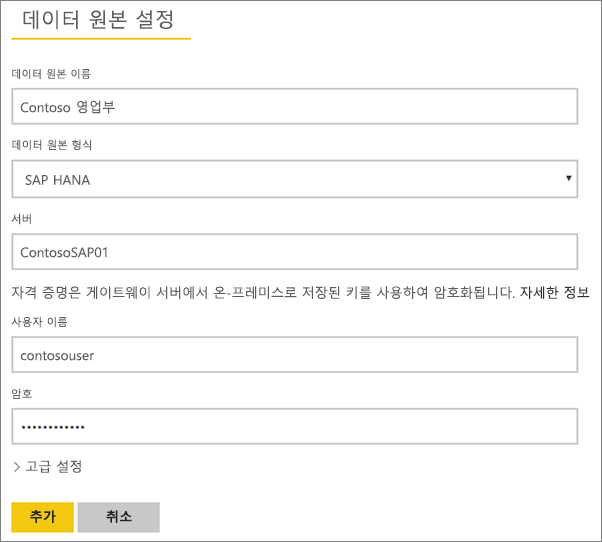 데이터 원본 설정
데이터 원본 이름
Contoso 영업부
데이터 원본 형식
SAP HANA
서버
ContosoSAP01
자격 증명은 게이트웨이 서버에서 온-프레미스로 저장된 키를 사용하여 암호화됩니다. 자세한 정보
사용자 이름
contosouser
암호
••••••••••••
고급 설정
추가 취소